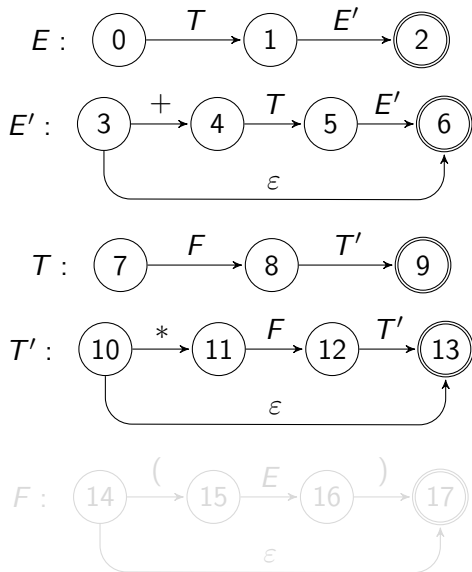 E : 0 T 1 E′ 2
E′ : 3 + 4 T 5 E′ 6
ε
T : 7 F 8 T′ 9
T′ : 10 * 11 F 12 T′ 13
ε
F : 14 ( 15 E 16 ) 17
ε